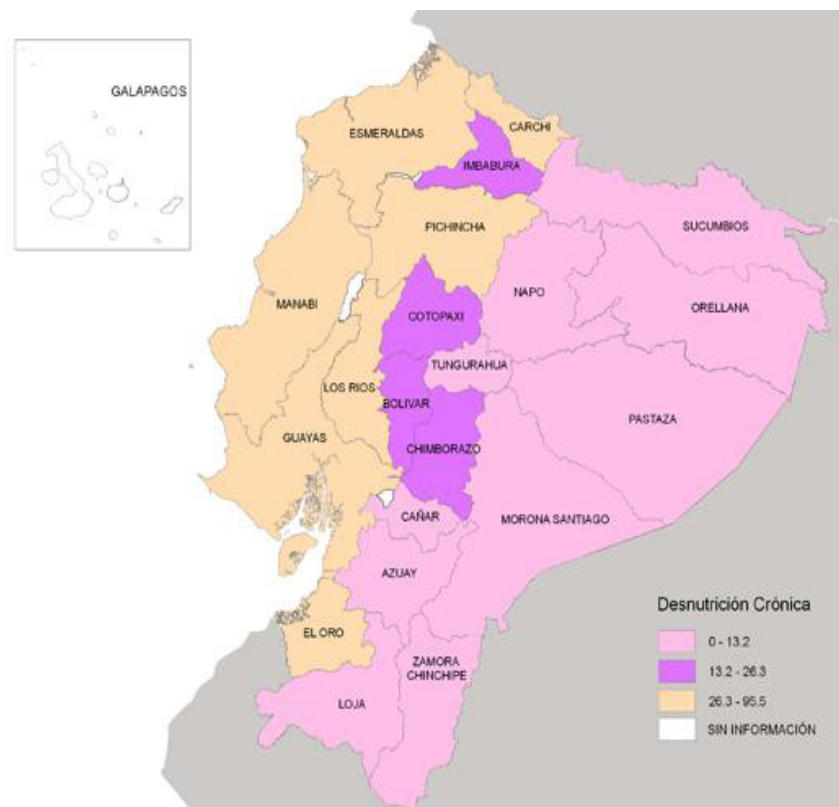 GALAPAGOS
ESMERALDAS
CARCHI
IMBABURA
PICHINCHA
SUCUMBIOS
NAPO
ORELLANA
MANABI
COTOPAXI
TUNGURAHUA
LOS RIOS
BOLIVAR
PASTAZA
GUAYAS
CHIMBORAZO
CAÑAR
MORONA SANTIAGO
AZUAY
EL ORO
ZAMORA
CHINCHIPE
LOJA
Desnutrición Crónica
0 - 13.2
13.2 - 26.3
26.3 - 95.5
SIN INFORMACIÓN